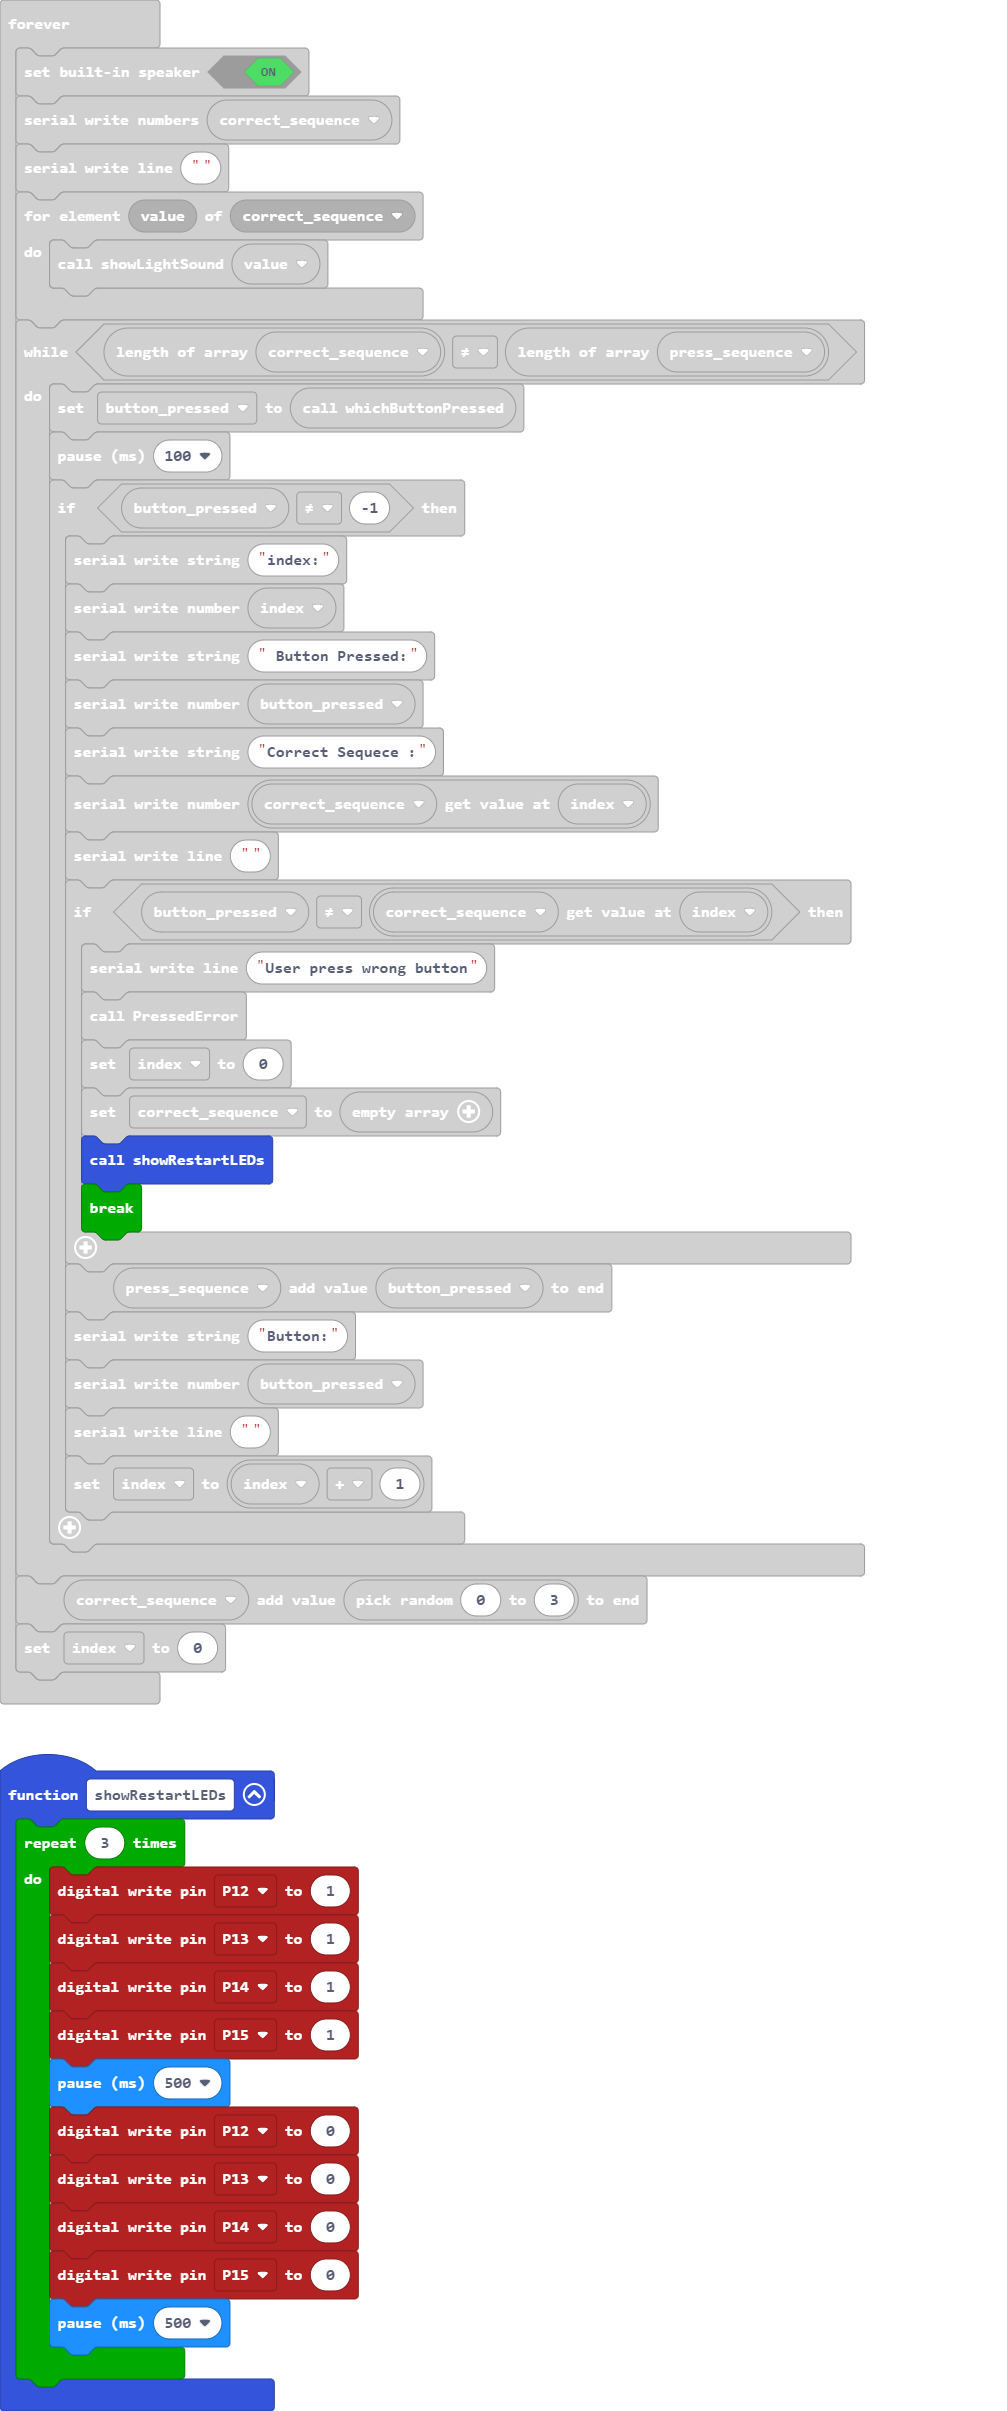 forever
set built-in speaker ON
serial write numbers correct_sequence
serial write line " "
for element value of correct_sequence
do
call showLightSound value
while length of array correct_sequence ≠ length of array press_sequence
do
set button_pressed to call whichButtonPressed
pause (ms) 100
if button_pressed ≠ -1 then
serial write string "index:"
serial write number index
serial write string " Button Pressed:"
serial write number button_pressed
serial write string "Correct Sequece :"
serial write number correct_sequence get value at index
serial write line " "
if button_pressed ≠ correct_sequence get value at index then
serial write line "User press wrong button"
call PressedError
set index to 0
set correct_sequence to empty array
call showRestartLEDs
break
press_sequence add value button_pressed to end
serial write string "Button:"
serial write number button_pressed
serial write line " "
set index to index + 1
correct_sequence add value pick random 0 to 3 to end
set index to 0
function showRestartLEDs
repeat 3 times
do
digital write pin P12 to 1
digital write pin P13 to 1
digital write pin P14 to 1
digital write pin P15 to 1
pause (ms) 500
digital write pin P12 to 0
digital write pin P13 to 0
digital write pin P14 to 0
digital write pin P15 to 0
pause (ms) 500